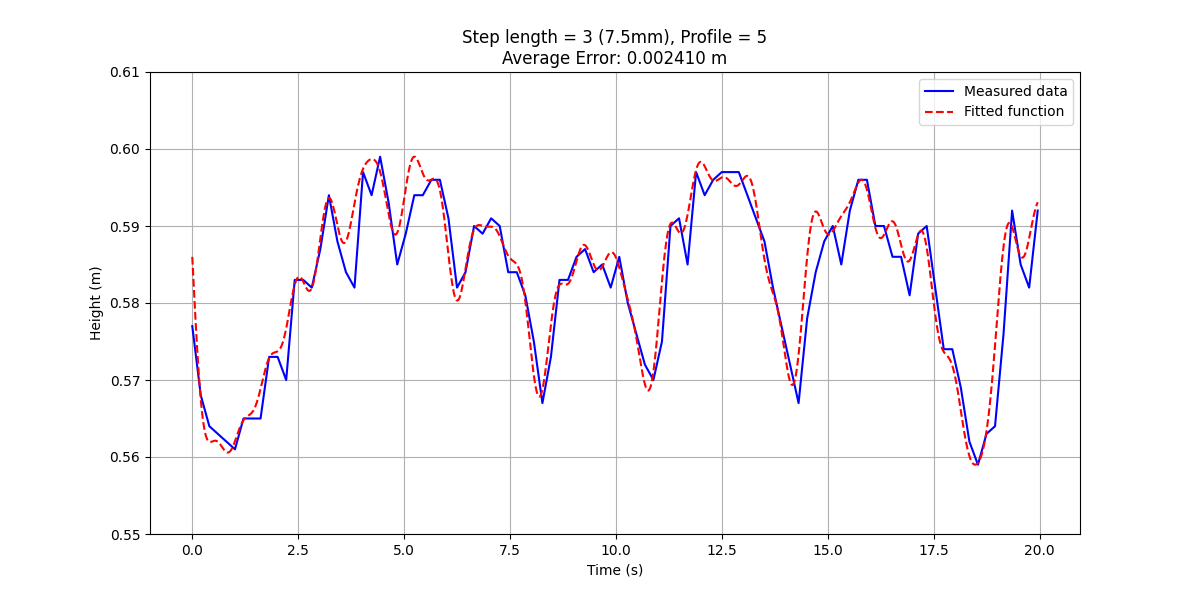 Step length = 3 (7.5mm), Profile = 5
Average Error: 0.002410 m
Measured data
Fitted function
Height (m)
0.61
0.60
0.59
0.58
0.57
0.56
0.55
0.0 2.5 5.0 7.5 10.0 12.5 15.0 17.5 20.0
Time (s)